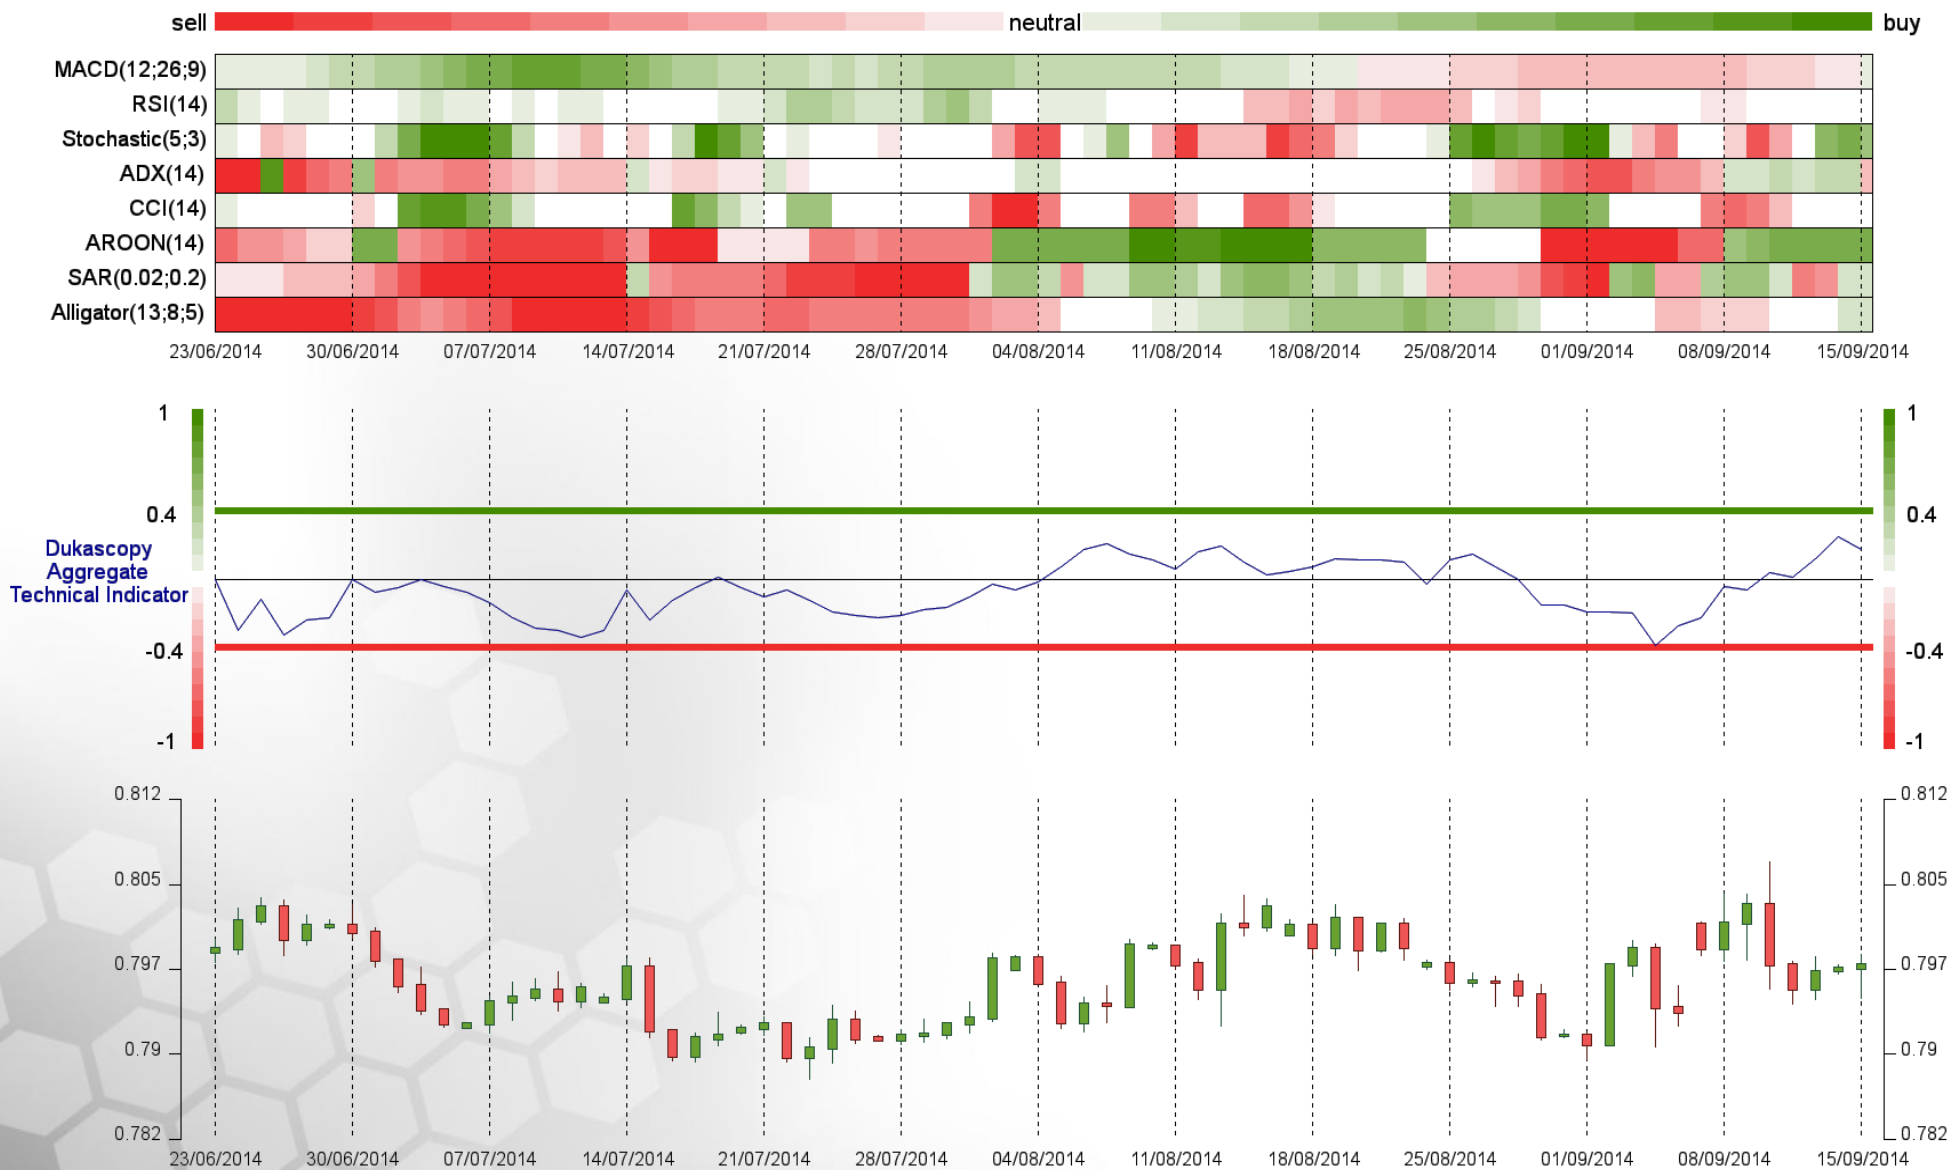 sell neutral buy
MACD(12;26;9)
RSI(14)
Stochastic(5;3)
ADX(14)
CCI(14)
AROON(14)
SAR(0.02;0.2)
Alligator(13;8;5)
23/06/2014 30/06/2014 07/07/2014 14/07/2014 21/07/2014 28/07/2014 04/08/2014 11/08/2014 18/08/2014 25/08/2014 01/09/2014 08/09/2014 15/09/2014
1 1
0.4 0.4
Dukascopy
Aggregate
Technical Indicator
-0.4 -0.4
-1 -1
0.812 0.812
0.805 0.805
0.797 0.797
0.79 0.79
0.782 0.782
23/06/2014 30/06/2014 07/07/2014 14/07/2014 21/07/2014 28/07/2014 04/08/2014 11/08/2014 18/08/2014 25/08/2014 01/09/2014 08/09/2014 15/09/2014